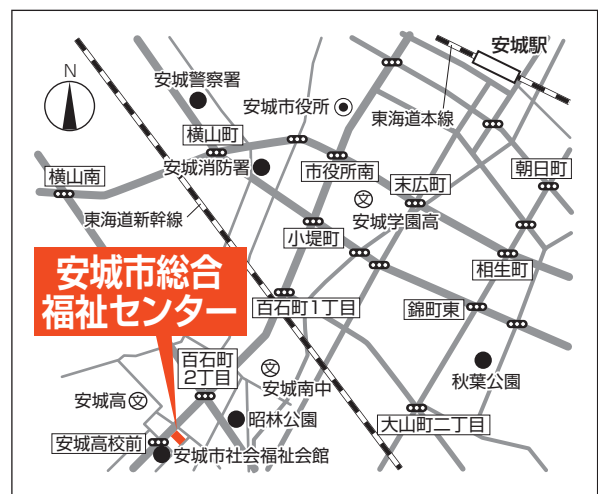 安城駅
N
安城警察署
安城市役所
東海道本線
横山町
安城消防署
市役所南
末広町
朝日町
横山南
安城学園高
文
東海道新幹線
小堤町
相生町
安城市総合
福祉センター
百石町1丁目
錦町東
百石町
2丁目
文
安城南中
秋葉公園
安城高
文
昭林公園
大山町二丁目
安城高校前
安城市社会福祉会館